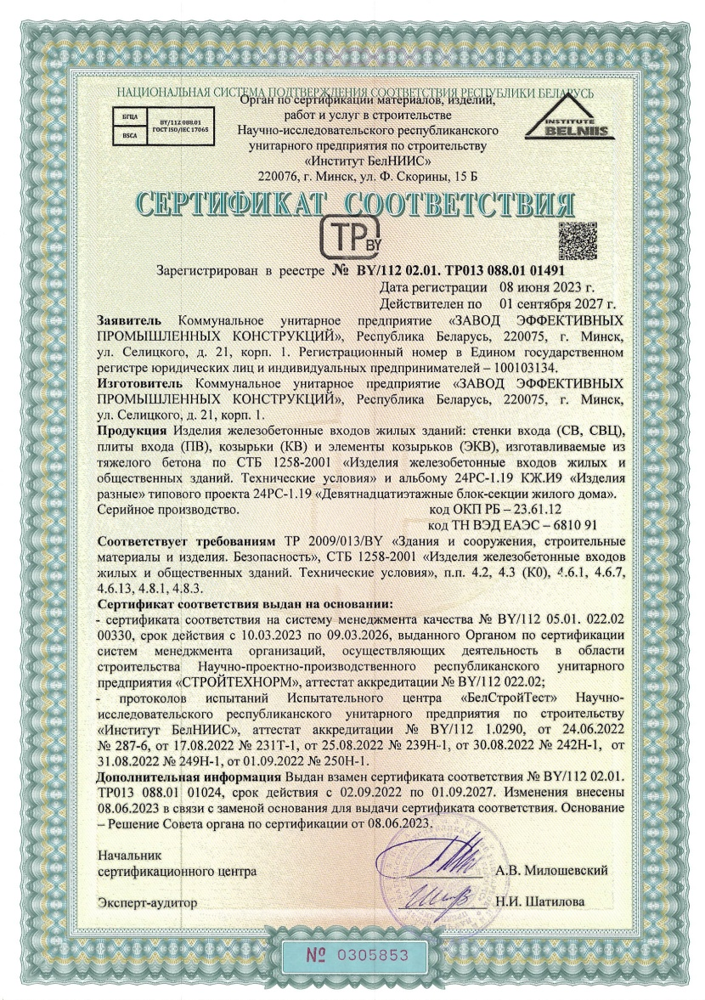 НАЦИОНАЛЬНАЯ СИСТЕМА ПОДТВЕРЖДЕНИЯ СООТВЕТСТВИЯ РЕСПУБЛИКИ БЕЛАРУСЬ
Орган по сертификации материалов, изделий,
работ и услуг в строительстве
Научно-исследовательского республиканского
унитарного предприятия по строительству
«Институт БелНИИС»
220076, г. Минск, ул. Ф. Скорины, 15 Б
БГЦА
BSCA
BY/112 088.01
ГОСТ ISO/IEC 17065
INSTITUTE
BELNIIS
СЕРТИФИКАТ СООТВЕТСТВИЯ
ТР BY
Зарегистрирован в реестре № BY/112 02.01. ТР013 088.01 01491
Дата регистрации 08 июня 2023 г.
Действителен по 01 сентября 2027 г.
Заявитель Коммунальное унитарное предприятие «ЗАВОД ЭФФЕКТИВНЫХ
ПРОМЫШЛЕННЫХ КОНСТРУКЦИЙ», Республика Беларусь, 220075, г. Минск,
ул. Селицкого, д. 21, корп. 1. Регистрационный номер в Едином государственном
регистре юридических лиц и индивидуальных предпринимателей – 100103134.
Изготовитель Коммунальное унитарное предприятие «ЗАВОД ЭФФЕКТИВНЫХ
ПРОМЫШЛЕННЫХ КОНСТРУКЦИЙ», Республика Беларусь, 220075, г. Минск,
ул. Селицкого, д. 21, корп. 1.
Продукция Изделия железобетонные входов жилых зданий: стенки входа (СВ, СВЦ),
плиты входа (ПВ), козырьки (КВ) и элементы козырьков (ЭКВ), изготавливаемые из
тяжелого бетона по СТБ 1258-2001 «Изделия железобетонные входов жилых и
общественных зданий. Технические условия» и альбому 24РС-1.19 КЖ.И9 «Изделия
разные» типового проекта 24РС-1.19 «Девятнадцатиэтажные блок-секции жилого дома».
Серийное производство. код ОКП РБ – 23.61.12
код ТН ВЭД ЕАЭС – 6810 91
Соответствует требованиям ТР 2009/013/BY «Здания и сооружения, строительные
материалы и изделия. Безопасность», СТБ 1258-2001 «Изделия железобетонные входов
жилых и общественных зданий. Технические условия», п.п. 4.2, 4.3 (К0), 4.6.1, 4.6.7,
4.6.13, 4.8.1, 4.8.3.
Сертификат соответствия выдан на основании:
- сертификата соответствия на систему менеджмента качества № BY/112 05.01. 022.02
00330, срок действия с 10.03.2023 по 09.03.2026, выданного Органом по сертификации
систем менеджмента организаций, осуществляющих деятельность в области
строительства Научно-проектно-производственного республиканского унитарного
предприятия «СТРОЙТЕХНОРМ», аттестат аккредитации № BY/112 022.02;
- протоколов испытаний Испытательного центра «БелСтройТест» Научно-
исследовательского республиканского унитарного предприятия по строительству
«Институт БелНИИС», аттестат аккредитации № BY/112 1.0290, от 24.06.2022
№ 287-6, от 17.08.2022 № 231Т-1, от 25.08.2022 № 239Н-1, от 30.08.2022 № 242Н-1, от
31.08.2022 № 249Н-1, от 01.09.2022 № 250Н-1.
Дополнительная информация Выдан взамен сертификата соответствия № BY/112 02.01.
ТР013 088.01 01024, срок действия с 02.09.2022 по 01.09.2027. Изменения внесены
08.06.2023 в связи с заменой основания для выдачи сертификата соответствия. Основание
– Решение Совета органа по сертификации от 08.06.2023.
Начальник
сертификационного центра А.В. Милошевский
Эксперт-аудитор Н.И. Шатилова
№ 0305853